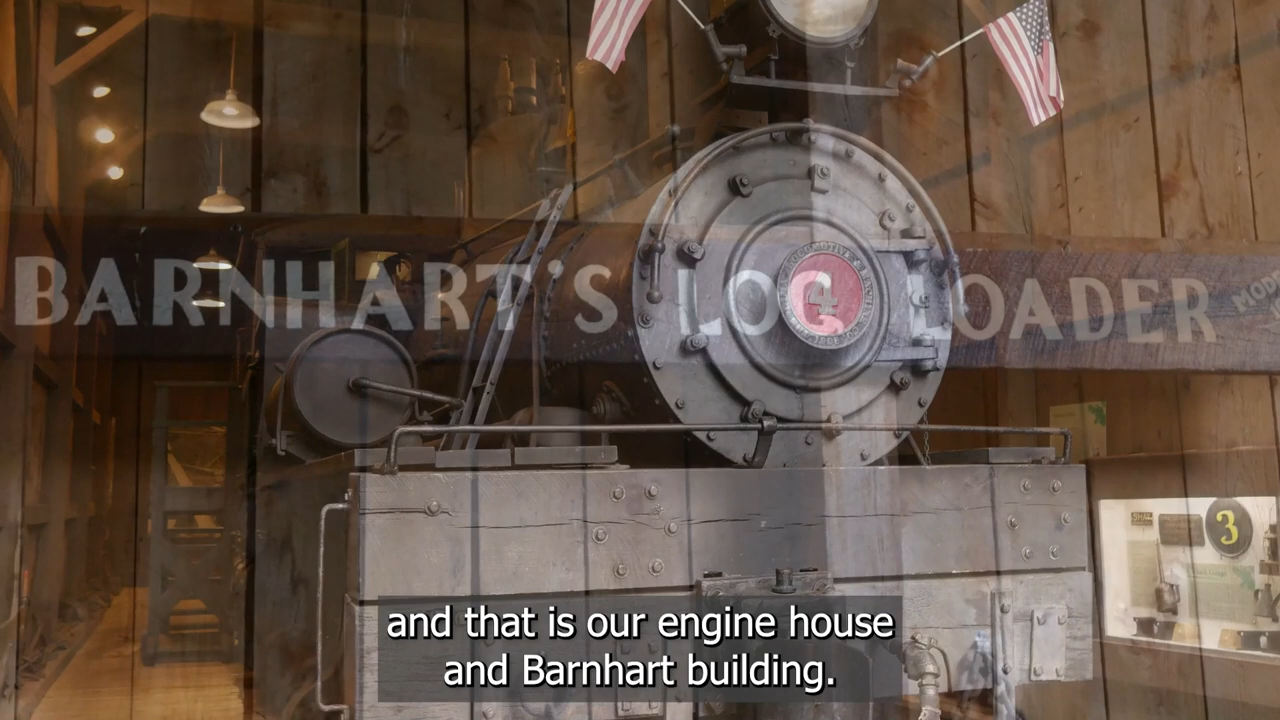 BARNHART'S LOG LOADER
4
3
and that is our engine house
and Barnhart building.